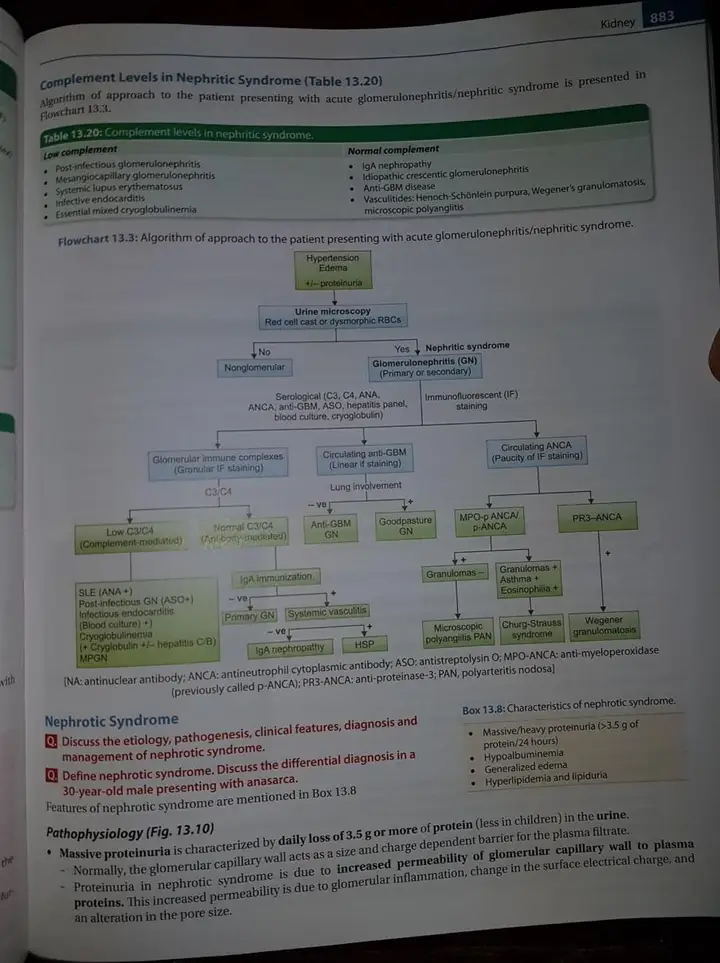 Kidney 883
Complement Levels in Nephritic Syndrome (Table 13.20)
Algorithm of approach to the patient presenting with acute glomerulonephritis/nephritic syndrome is presented in
Flowchart 13.3.
Table 13.20: Complement levels in nephritic syndrome.
Low complement
• Post-infectious glomerulonephritis
• Mesangiocapillary glomerulonephritis
• Systemic lupus erythematosus
• Infective endocarditis
• Essential mixed cryoglobulinemia
Normal complement
• IgA nephropathy
• Idiopathic crescentic glomerulonephritis
• Anti-GBM disease
• Vasculitides: Henoch-Schönlein purpura, Wegener's granulomatosis,
microscopic polyanglitis
Flowchart 13.3: Algorithm of approach to the patient presenting with acute glomerulonephritis/nephritic syndrome.
Hypertension
Edema
+/– proteinuria
Urine microscopy
Red cell cast or dysmorphic RBCs
No
Yes
Nephritic syndrome
Nonglomerular
Glomerulonephritis (GN)
(Primary or secondary)
Serological (C3, C4, ANA,
ANCA, anti-GBM, ASO, hepatitis panel,
blood culture, cryoglobulin)
Immunofluorescent (IF)
staining
Glomerular immune complexes
(Granular IF staining)
Circulating anti-GBM
(Linear if staining)
Circulating ANCA
(Paucity of IF staining)
C3/C4
Lung involvement
– ve
+
Low C3/C4
(Complement-mediated)
Normal C3/C4
(Antibody-mediated)
Anti-GBM
GN
Goodpasture
GN
MPO-p ANCA/
p-ANCA
PR3–ANCA
+
+
SLE (ANA +)
Post-infectious GN (ASO+)
Infectious endocarditis
(Blood culture) +)
Cryoglobulinemia
(+ Cryglobulin +/– hepatitis C/B)
MPGN
IgA immunization
– ve
+
Primary GN
Systemic vasculitis
– ve
+
IgA nephropathy
HSP
Granulomas –
Granulomas +
Asthma +
Eosinophilia +
Microscopic
polyangiitis PAN
Churg-Strauss
syndrome
Wegener
granulomatosis
[NA: antinuclear antibody; ANCA: antineutrophil cytoplasmic antibody; ASO: antistreptolysin O; MPO-ANCA: anti-myeloperoxidase
(previously called p-ANCA); PR3-ANCA: anti-proteinase-3; PAN, polyarteritis nodosa]
Nephrotic Syndrome
Q. Discuss the etiology, pathogenesis, clinical features, diagnosis and
management of nephrotic syndrome.
Q. Define nephrotic syndrome. Discuss the differential diagnosis in a
30-year-old male presenting with anasarca.
Features of nephrotic syndrome are mentioned in Box 13.8
Box 13.8: Characteristics of nephrotic syndrome.
• Massive/heavy proteinuria (>3.5 g of
protein/24 hours)
• Hypoalbuminemia
• Generalized edema
• Hyperlipidemia and lipiduria
Pathophysiology (Fig. 13.10)
• Massive proteinuria is characterized by daily loss of 3.5 g or more of protein (less in children) in the urine.
- Normally, the glomerular capillary wall acts as a size and charge dependent barrier for the plasma filtrate.
- Proteinuria in nephrotic syndrome is due to increased permeability of glomerular capillary wall to plasma
proteins. This increased permeability is due to glomerular inflammation, change in the surface electrical charge, and
an alteration in the pore size.
with
the